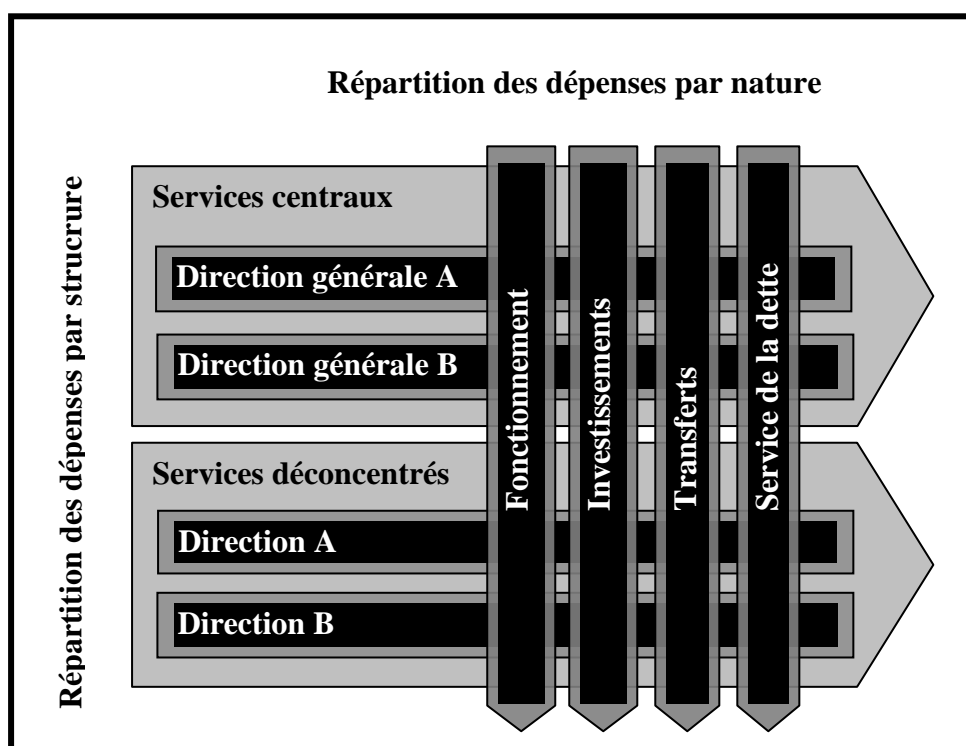 Répartition des dépenses par nature
Répartition des dépenses par strucrure
Services centraux
Direction générale A
Direction générale B
Services déconcentrés
Direction A
Direction B
Fonctionnement
Investissements
Transferts
Service de la dette